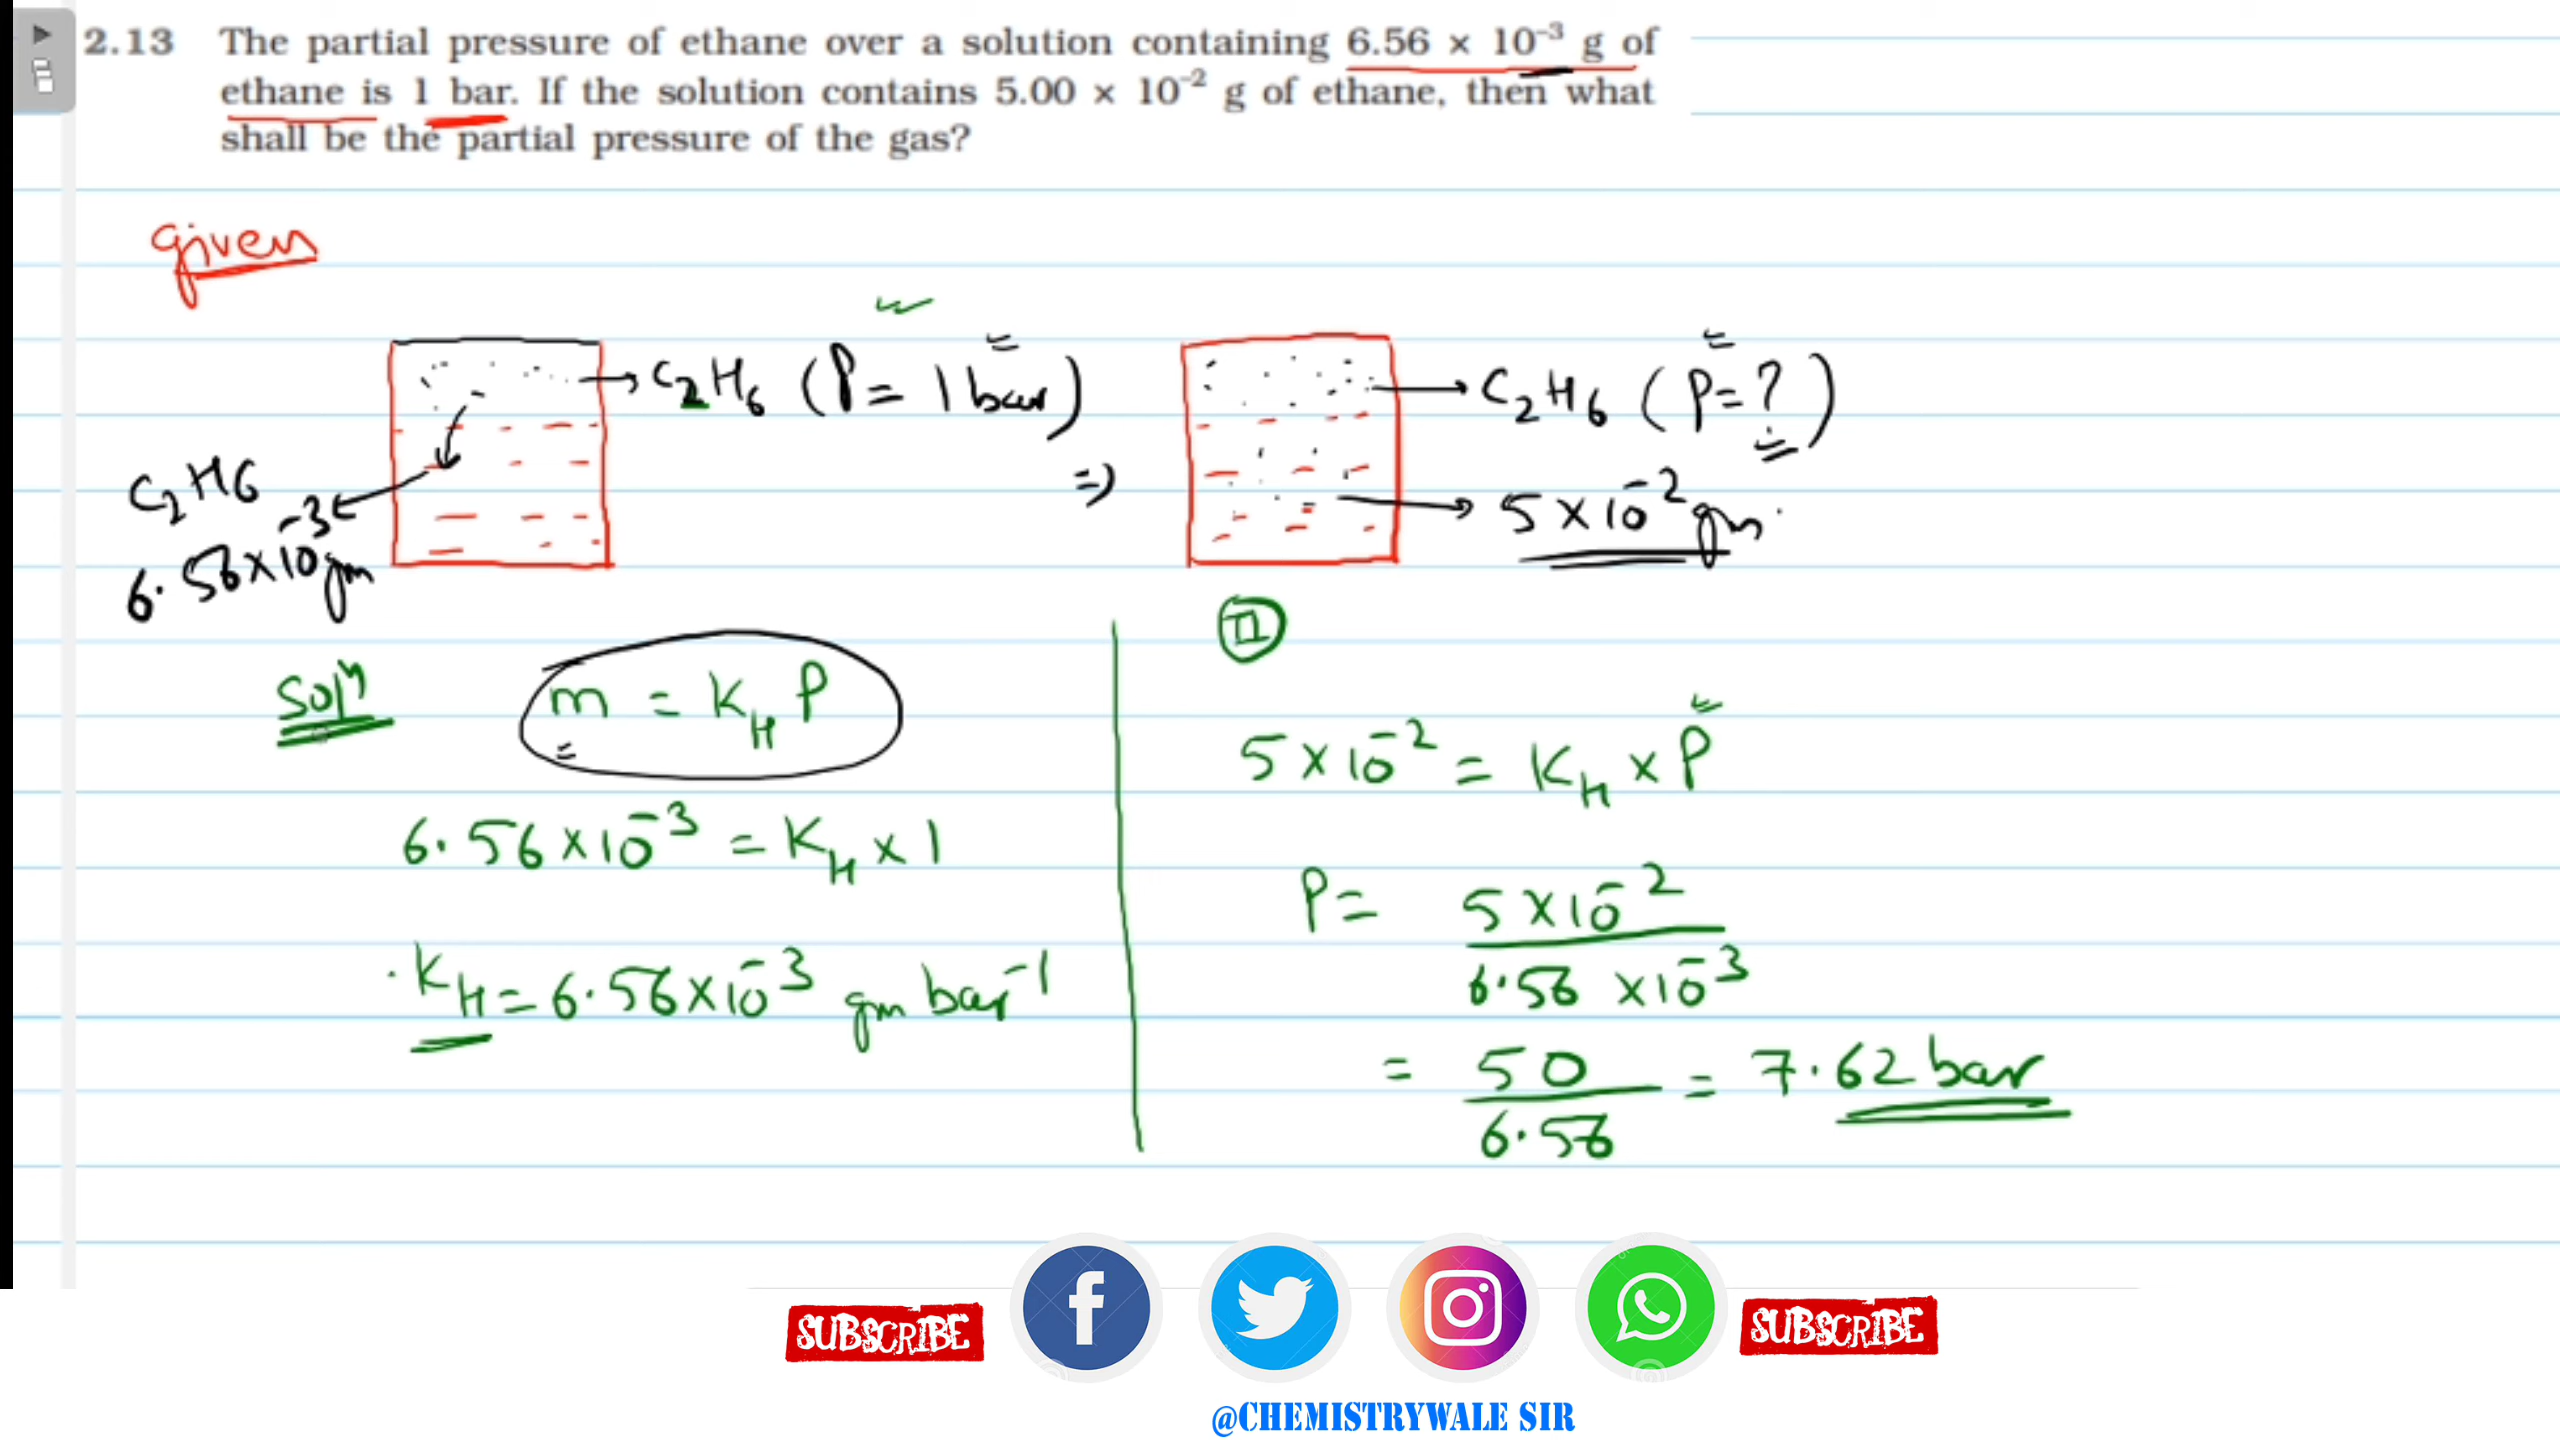 2.13 The partial pressure of ethane over a solution containing 6.56 × 10⁻³ g of
ethane is 1 bar. If the solution contains 5.00 × 10⁻² g of ethane, then what
shall be the partial pressure of the gas?
given
C₂H₆ (P = 1 bar)
C₂H₆
6.56×10⁻³ gm
⇒
C₂H₆ (P = ?)
5×10⁻² gm
Solⁿ
m = K_H P
6.56×10⁻³ = K_H × 1
K_H = 6.56×10⁻³ gm bar⁻¹
II
5×10⁻² = K_H × P
P = 5×10⁻² / 6.56×10⁻³
= 50 / 6.56 = 7.62 bar
SUBSCRIBE
SUBSCRIBE
@CHEMISTRYWALE SIR